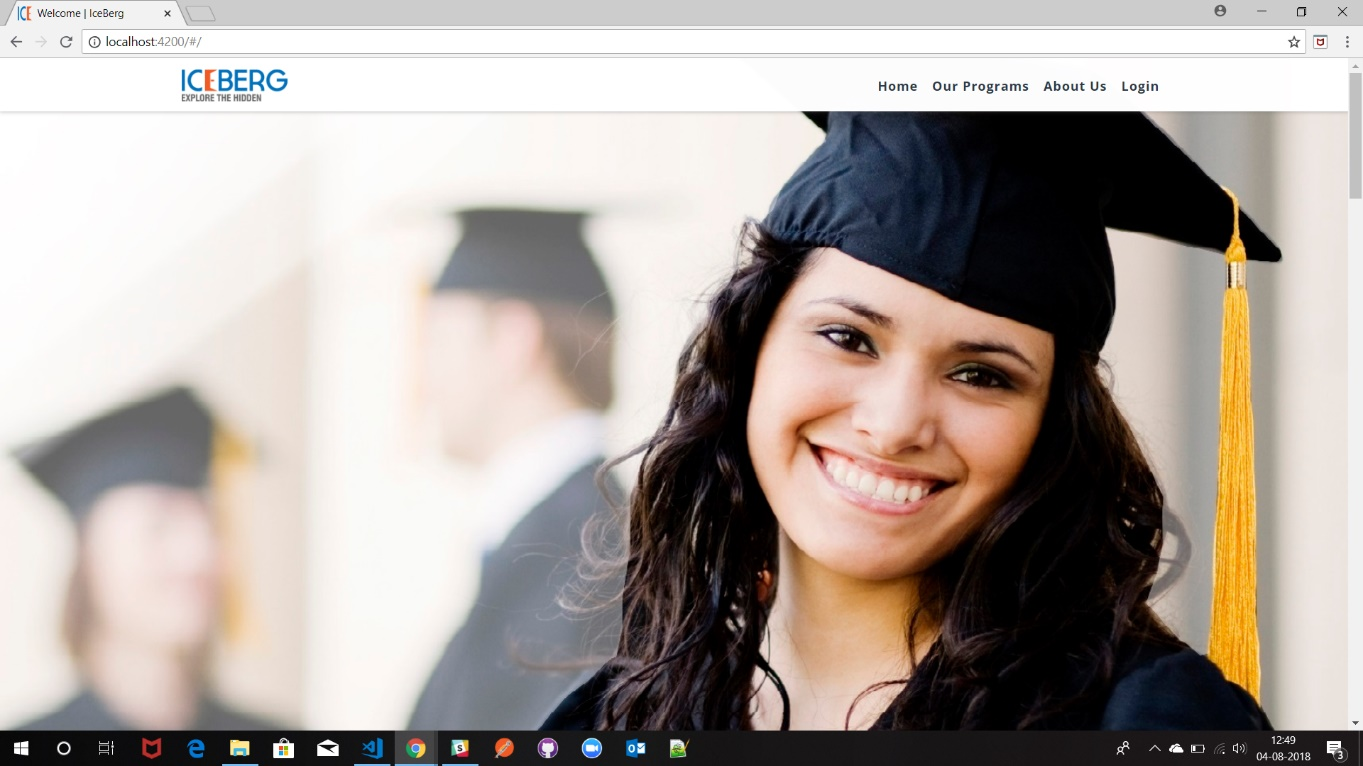 Welcome | IceBerg
localhost:4200/#/
ICEBERG
EXPLORE THE HIDDEN
Home Our Programs About Us Login
12:49
04-08-2018
3